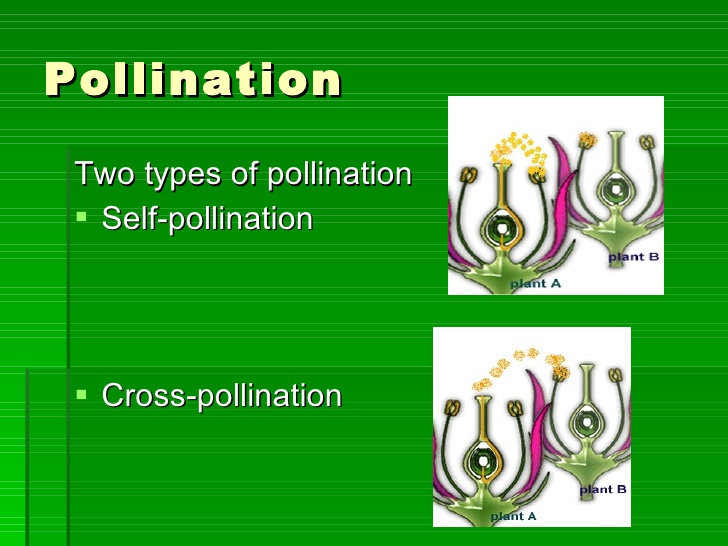 Pollination
Two types of pollination
Self-pollination
plant B
plant A
Cross-pollination
plant B
plant A